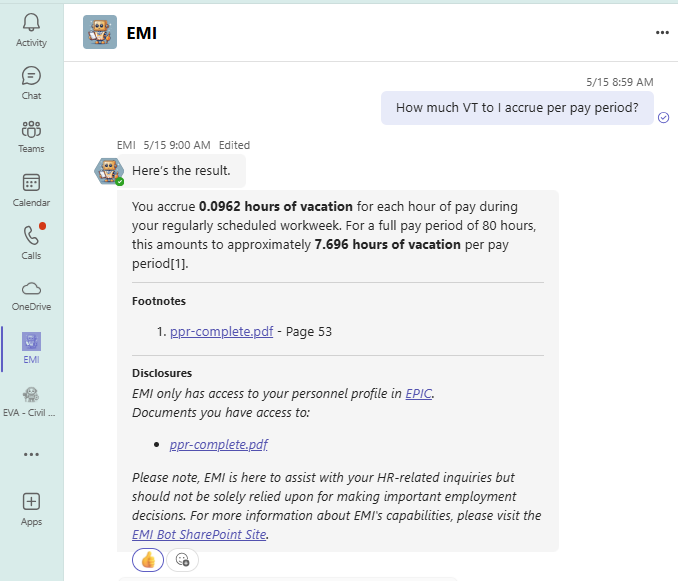 EMI
Activity
Chat
Teams
Calendar
Calls
OneDrive
EMI
EVA - Civil ...
Apps
5/15 8:59 AM
How much VT to I accrue per pay period?
EMI 5/15 9:00 AM Edited
Here's the result.
You accrue 0.0962 hours of vacation for each hour of pay during
your regularly scheduled workweek. For a full pay period of 80 hours,
this amounts to approximately 7.696 hours of vacation per pay
period[1].
Footnotes
1. ppr-complete.pdf - Page 53
Disclosures
EMI only has access to your personnel profile in EPIC.
Documents you have access to:
• ppr-complete.pdf
Please note, EMI is here to assist with your HR-related inquiries but
should not be solely relied upon for making important employment
decisions. For more information about EMI's capabilities, please visit the
EMI Bot SharePoint Site.